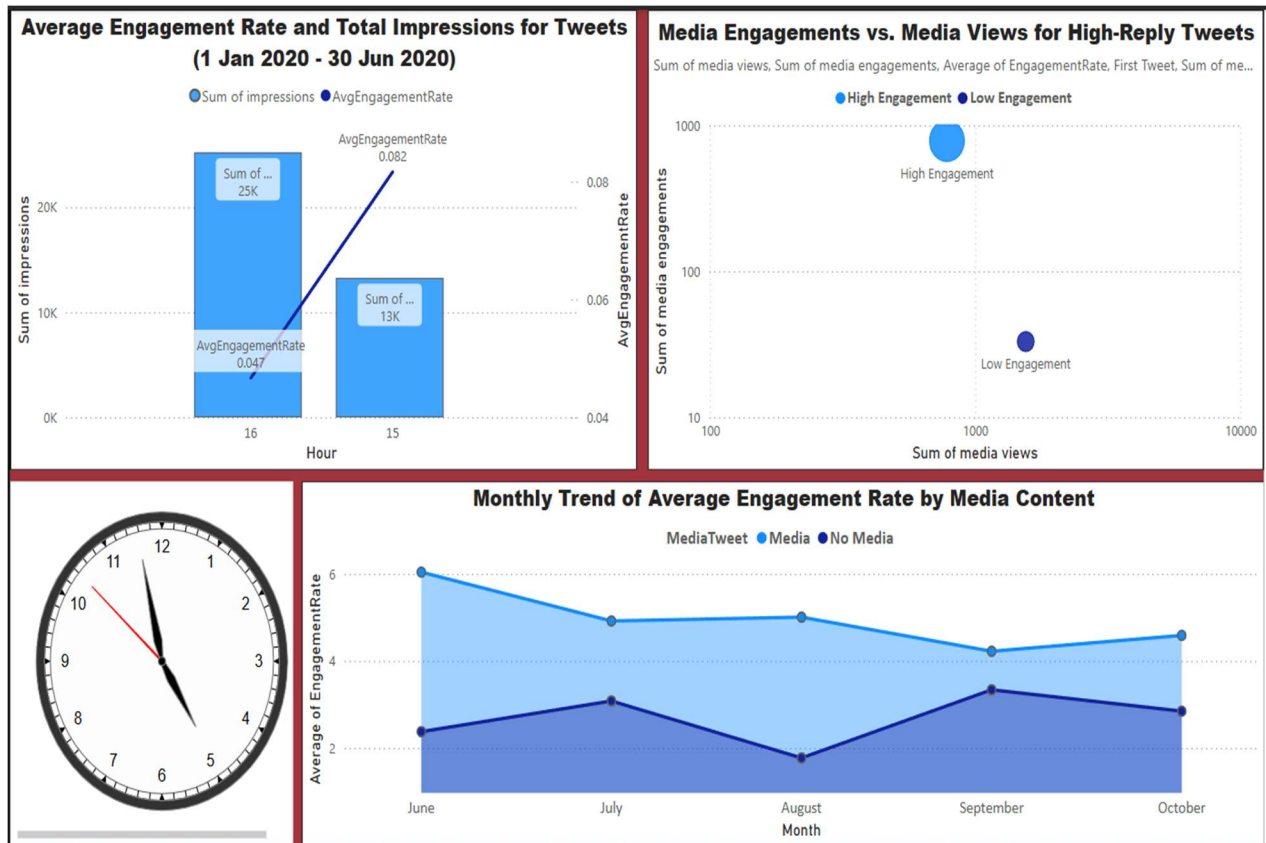 Average Engagement Rate and Total Impressions for Tweets
(1 Jan 2020 - 30 Jun 2020)
Sum of impressions AvgEngagementRate
AvgEngagementRate
0.082
Sum of ...
25K
Sum of ...
13K
AvgEngagementRate
0.047
20K
10K
0K
0.08
0.06
0.04
Sum of impressions
AvgEngagementRate
16 15
Hour
Media Engagements vs. Media Views for High-Reply Tweets
Sum of media views, Sum of media engagements, Average of EngagementRate, First Tweet, Sum of me...
High Engagement Low Engagement
1000
100
10
High Engagement
Low Engagement
Sum of media engagements
100 1000 10000
Sum of media views
12
1
2
3
4
5
6
7
8
9
10
11
Monthly Trend of Average Engagement Rate by Media Content
MediaTweet Media No Media
6
4
2
Average of EngagementRate
June July August September October
Month